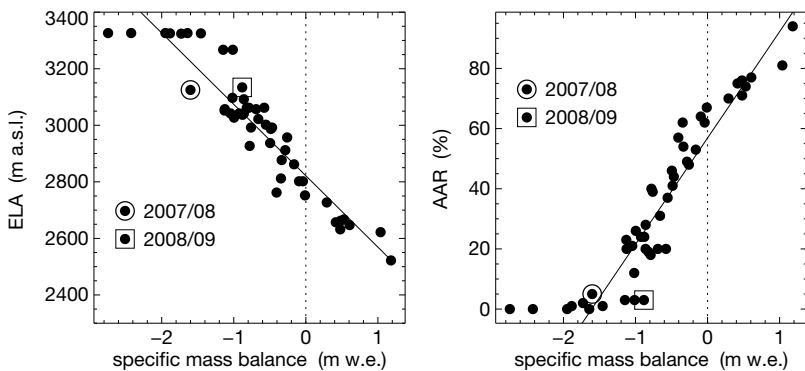 ELA (m a.s.l.)
3400
3200
3000
2800
2600
2400
2007/08
2008/09
−2 −1 0 1
specific mass balance (m w.e.)
AAR (%)
80
60
40
20
0
2007/08
2008/09
−2 −1 0 1
specific mass balance (m w.e.)